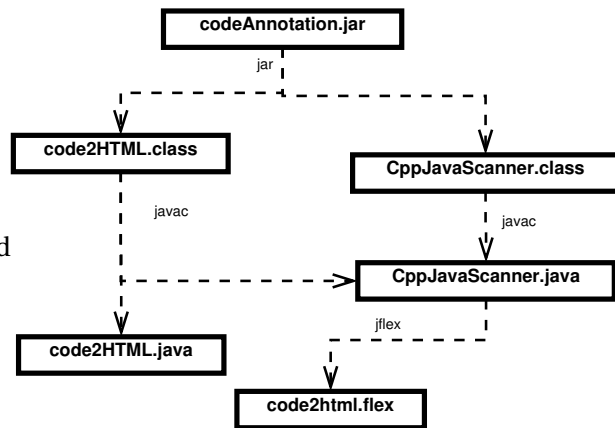 codeAnnotation.jar
jar
code2HTML.class
CppJavaScanner.class
javac
javac
d
CppJavaScanner.java
jflex
code2HTML.java
code2html.flex